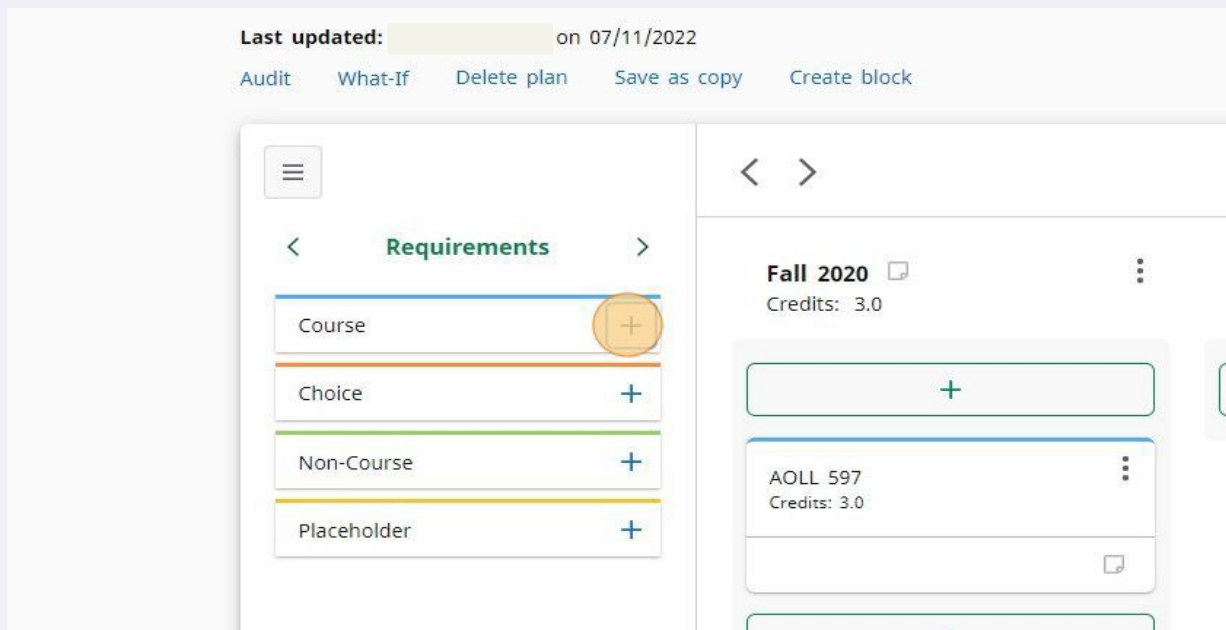 Last updated: on 07/11/2022
Audit What-If Delete plan Save as copy Create block
Requirements
Course +
Choice +
Non-Course +
Placeholder +
Fall 2020
Credits: 3.0
+
AOLL 597
Credits: 3.0